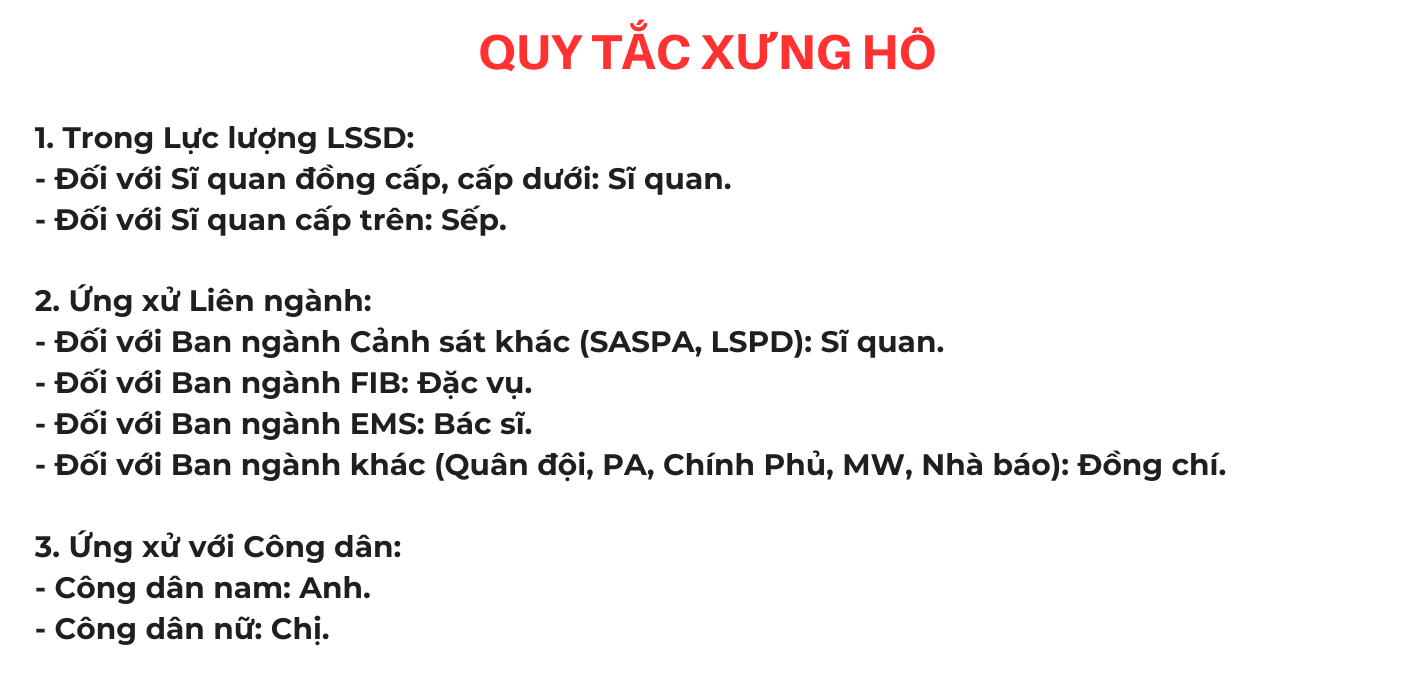 QUY TẮC XƯNG HÔ
1. Trong Lực lượng LSSD:
- Đối với Sĩ quan đồng cấp, cấp dưới: Sĩ quan.
- Đối với Sĩ quan cấp trên: Sếp.
2. Ứng xử Liên ngành:
- Đối với Ban ngành Cảnh sát khác (SASPA, LSPD): Sĩ quan.
- Đối với Ban ngành FIB: Đặc vụ.
- Đối với Ban ngành EMS: Bác sĩ.
- Đối với Ban ngành khác (Quân đội, PA, Chính Phủ, MW, Nhà báo): Đồng chí.
3. Ứng xử với Công dân:
- Công dân nam: Anh.
- Công dân nữ: Chị.